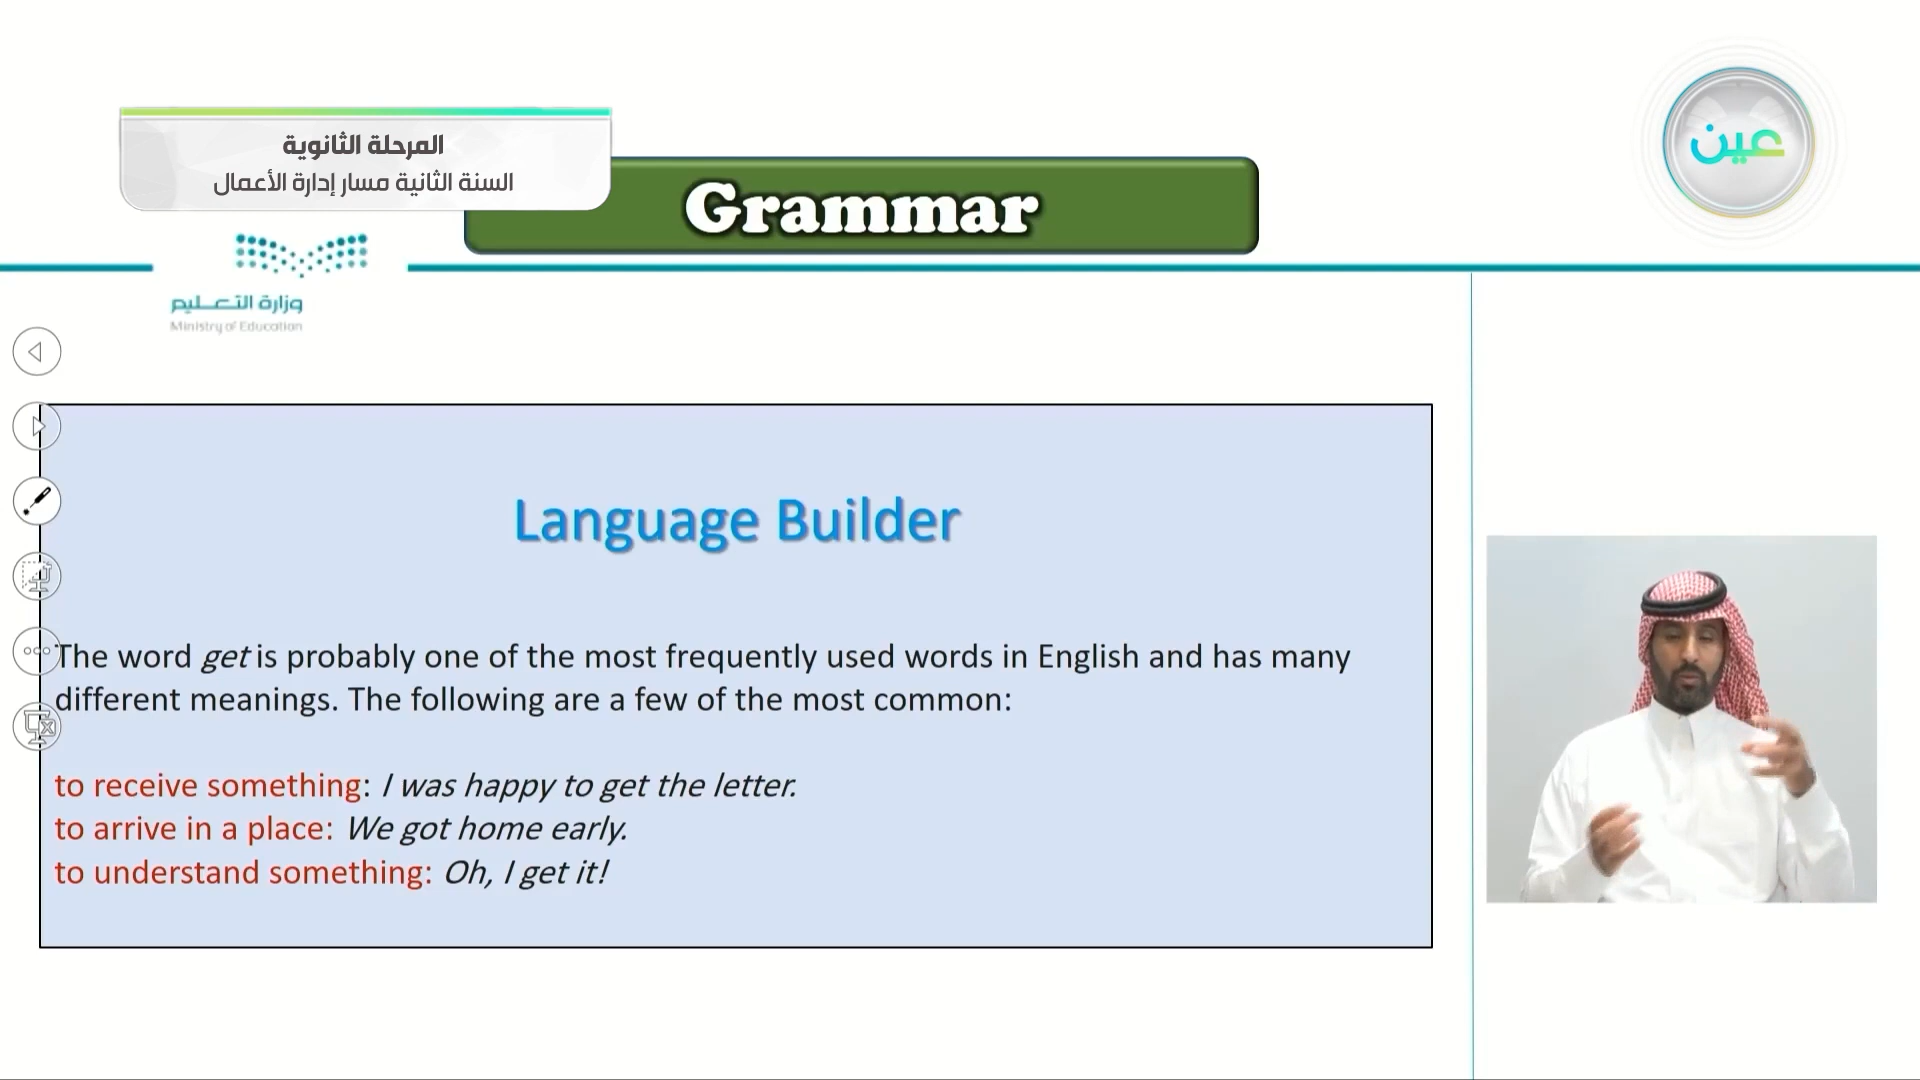 المرحلة الثانوية
السنة الثانية مسار إدارة الأعمال
عين
Grammar
وزارة التعليم
Ministry of Education
Language Builder
The word get is probably one of the most frequently used words in English and has many
different meanings. The following are a few of the most common:
to receive something: I was happy to get the letter.
to arrive in a place: We got home early.
to understand something: Oh, I get it!